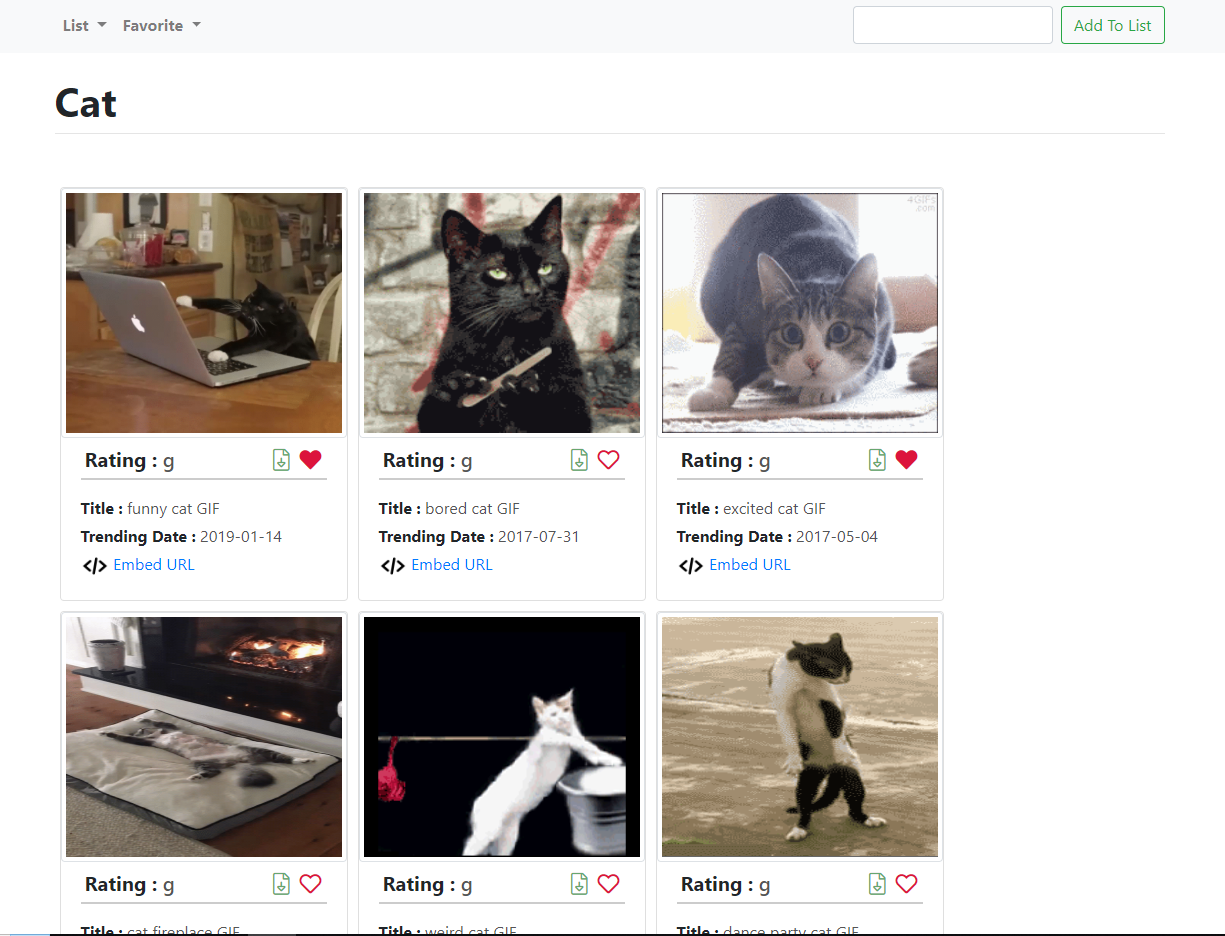 List Favorite Add To List
Cat
4GIFs
.com
Rating : g Rating : g Rating : g
Title : funny cat GIF Title : bored cat GIF Title : excited cat GIF
Trending Date : 2019-01-14 Trending Date : 2017-07-31 Trending Date : 2017-05-04
</> Embed URL </> Embed URL </> Embed URL
Rating : g Rating : g Rating : g
Title : cat fireplace GIF Title : weird cat GIF Title : dance party cat GIF